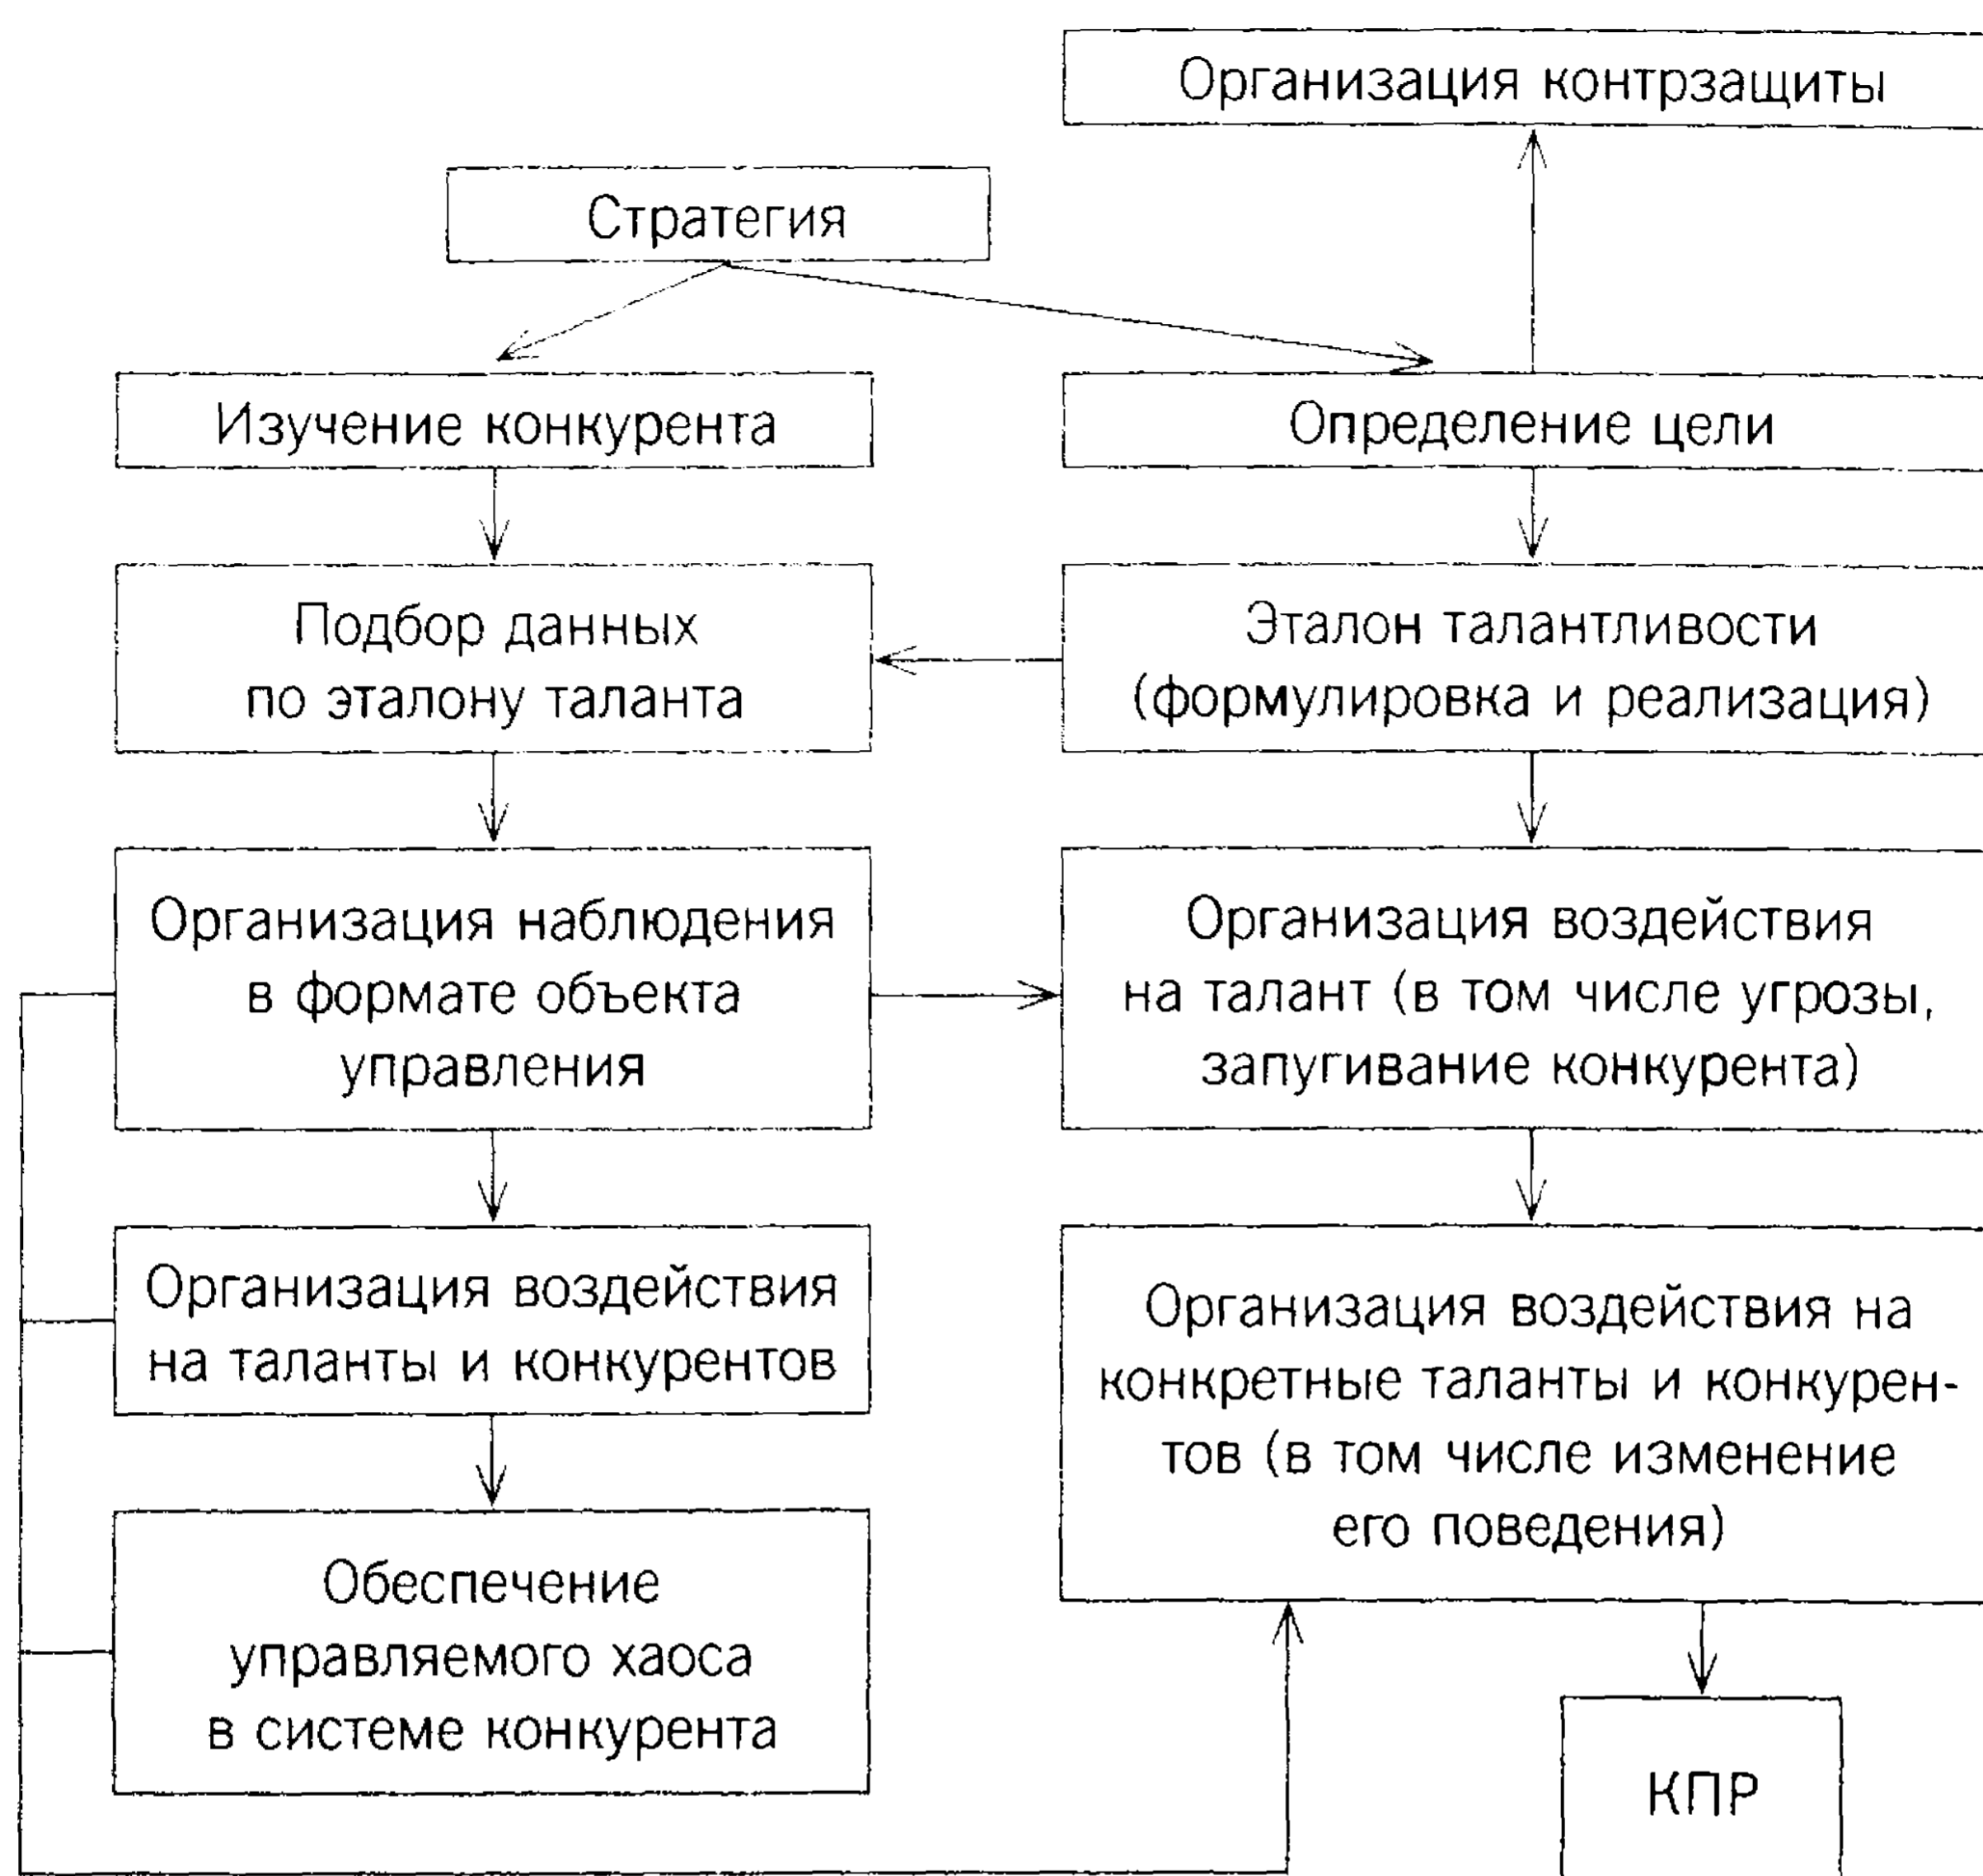 Организация контрзащиты
Стратегия
Изучение конкурента
Определение цели
Подбор данных
по эталону таланта
Эталон талантливости
(формулировка и реализация)
Организация наблюдения
в формате объекта
управления
Организация воздействия
на талант (в том числе угрозы,
запугивание конкурента)
Организация воздействия
на таланты и конкурентов
Организация воздействия на
конкретные таланты и конкурен-
тов (в том числе изменение
его поведения)
Обеспечение
управляемого хаоса
в системе конкурента
КПР